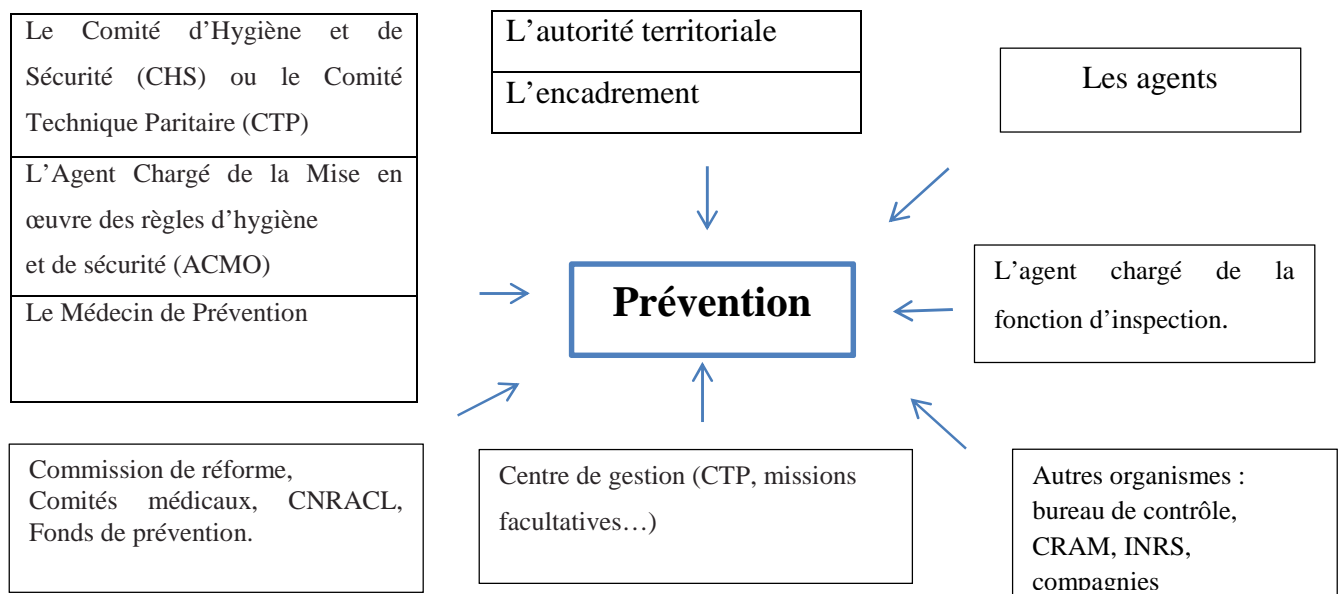 Le Comité d’Hygiène et de
Sécurité (CHS) ou le Comité
Technique Paritaire (CTP)
L’Agent Chargé de la Mise en
œuvre des règles d’hygiène
et de sécurité (ACMO)
Le Médecin de Prévention
L’autorité territoriale
L’encadrement
Les agents
Prévention
L’agent chargé de la
fonction d’inspection.
Commission de réforme,
Comités médicaux, CNRACL,
Fonds de prévention.
Centre de gestion (CTP, missions
facultatives…)
Autres organismes :
bureau de contrôle,
CRAM, INRS,
compagnies